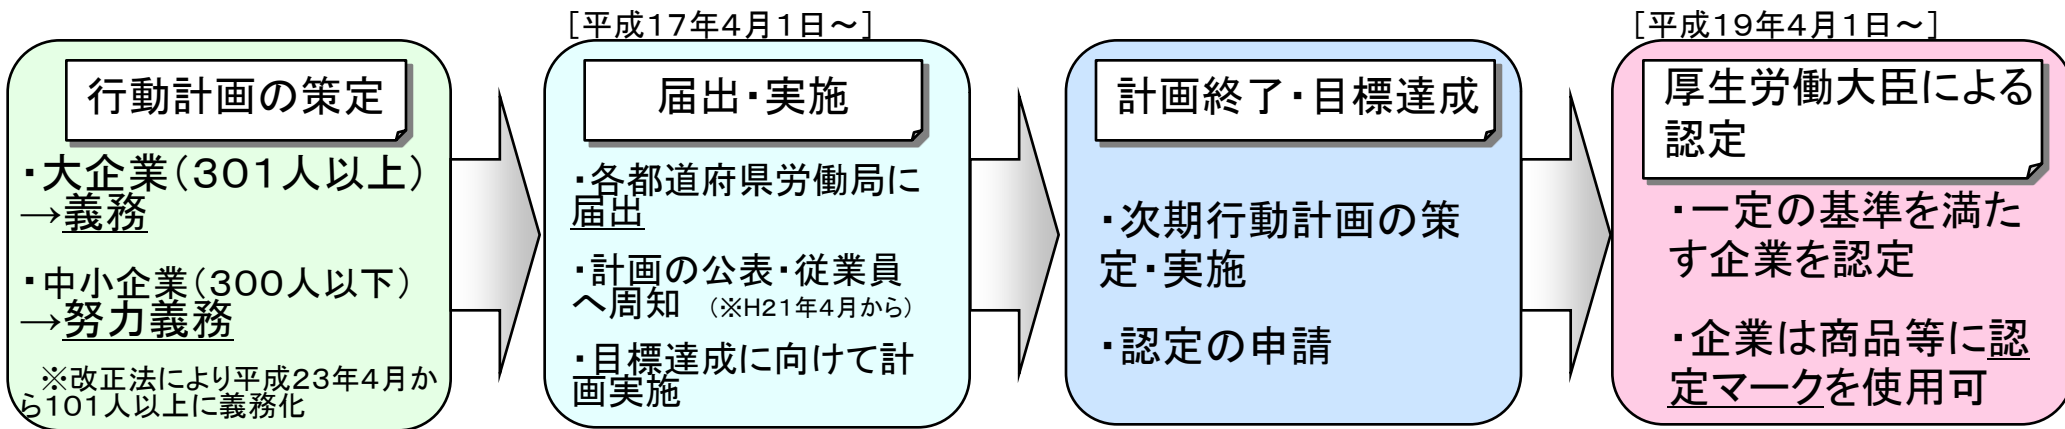 行動計画の策定
・大企業（３０１人以上）
→義務
・中小企業（３００人以下）
→努力義務
※改正法により平成２３年４月か
ら１０１人以上に義務化
［平成１７年４月１日～］
届出・実施
・各都道府県労働局に
届出
・計画の公表・従業員
へ周知　（※H２１年４月から）
・目標達成に向けて計
画実施
計画終了・目標達成
・次期行動計画の策
定・実施
・認定の申請
［平成１９年４月１日～］
厚生労働大臣による
認定
・一定の基準を満た
す企業を認定
・企業は商品等に認
定マークを使用可